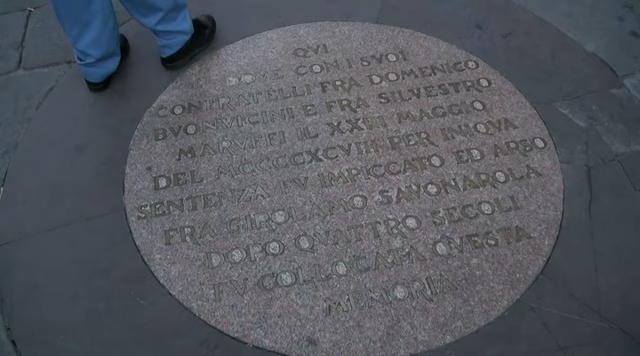 QVI
DOVE CON I SVOI
CONFRATELLI FRA DOMENICO
BVONVICINI E FRA SILVESTRO
MARVFFI IL XXIII MAGGIO
DEL MCCCCXCVIII PER INIQVA
SENTENZA FV IMPICCATO ED ARSO
FRA GIROLAMO SAVONAROLA
DOPO QVATTRO SECOLI
FV COLLOCATA QVESTA
MEMORIA